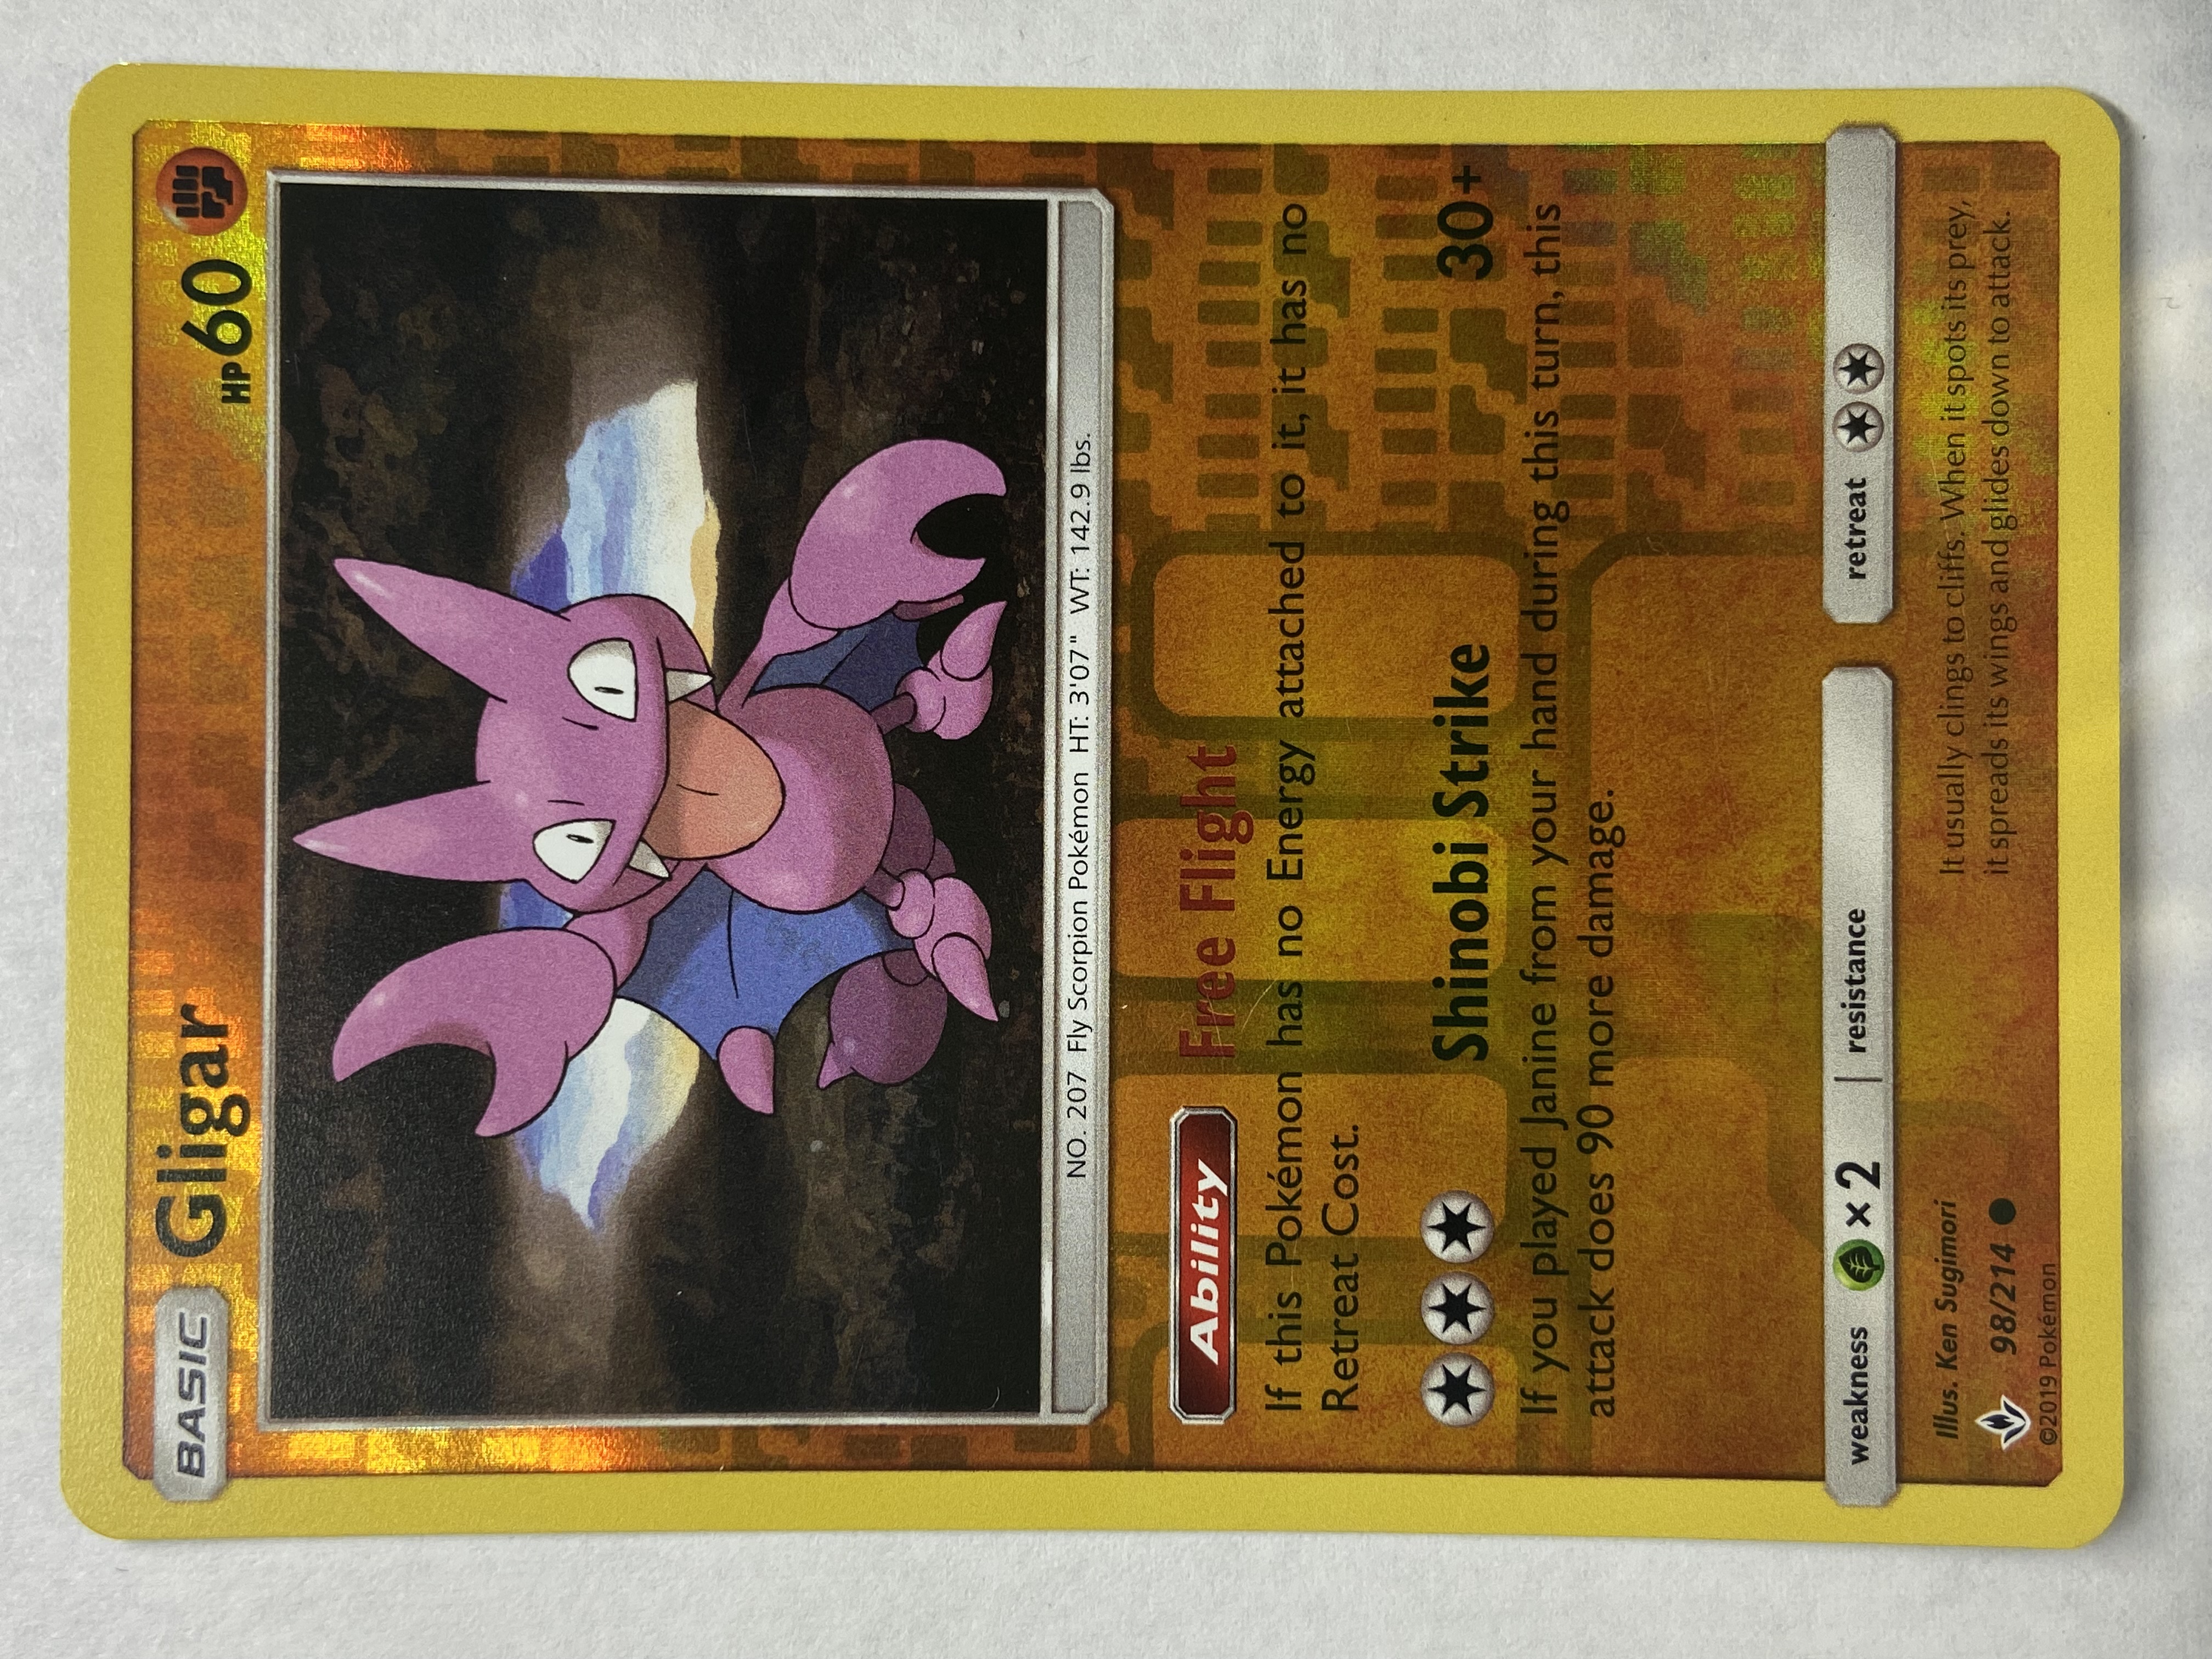 BASIC Gligar HP 60
NO. 207 Fly Scorpion Pokémon HT: 3'07" WT: 142.9 lbs.
Ability Free Flight
If this Pokémon has no Energy attached to it, it has no
Retreat Cost.
Shinobi Strike 30+
If you played Janine from your hand during this turn, this
attack does 90 more damage.
weakness ×2 resistance retreat
Illus. Ken Sugimori
98/214
©2019 Pokémon
It usually clings to cliffs. When it spots its prey,
it spreads its wings and glides down to attack.